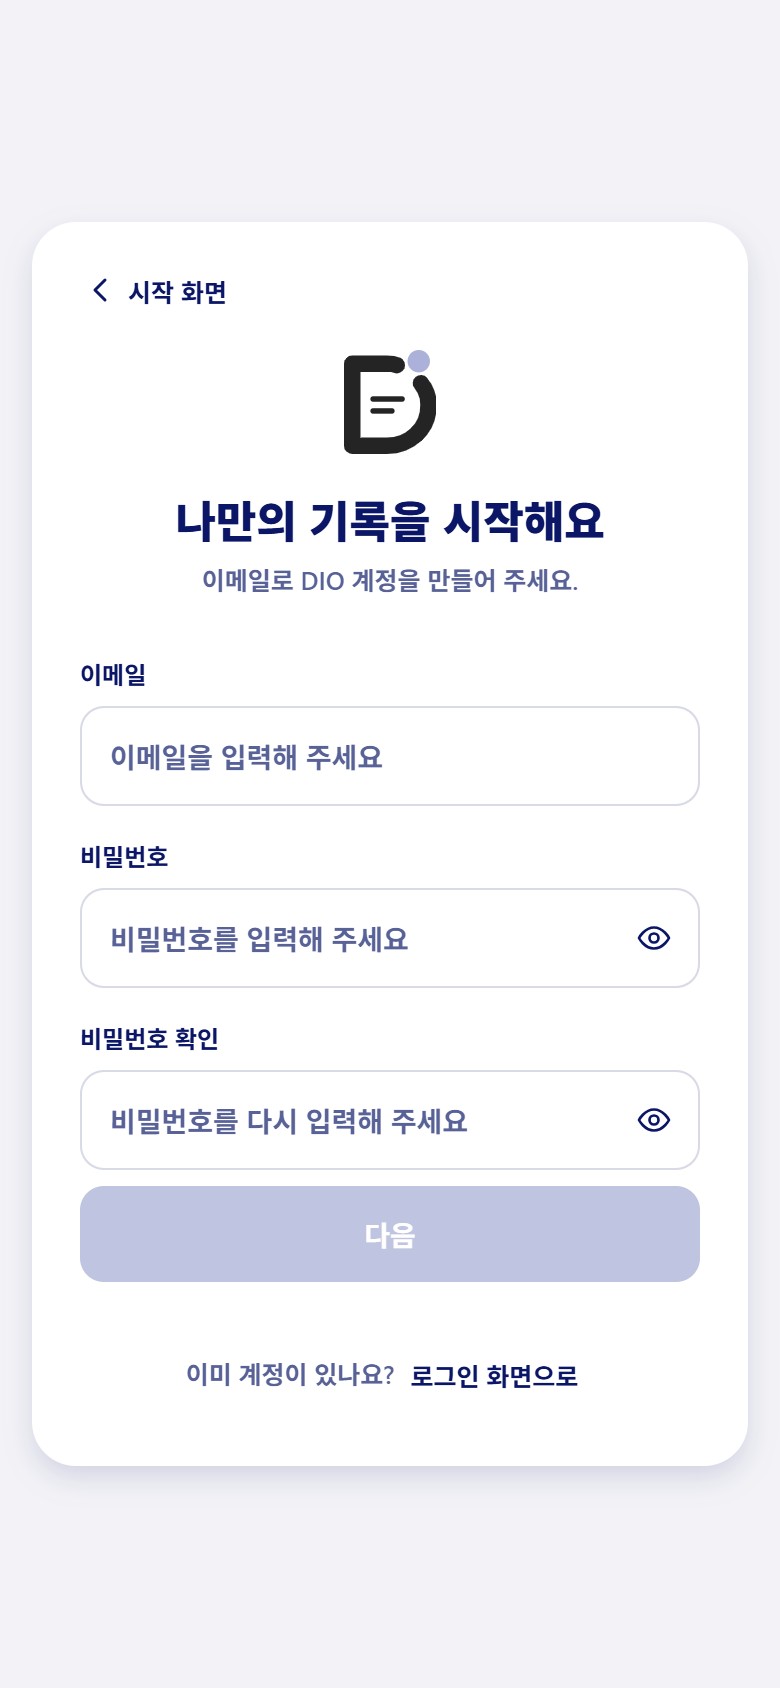 시작 화면
나만의 기록을 시작해요
이메일로 DIO 계정을 만들어 주세요.
이메일
이메일을 입력해 주세요
비밀번호
비밀번호를 입력해 주세요
비밀번호 확인
비밀번호를 다시 입력해 주세요
다음
이미 계정이 있나요? 로그인 화면으로